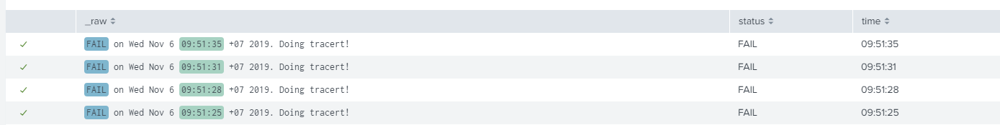 _raw status time
FAIL on Wed Nov 6 09:51:35 +07 2019. Doing tracert! FAIL 09:51:35
FAIL on Wed Nov 6 09:51:31 +07 2019. Doing tracert! FAIL 09:51:31
FAIL on Wed Nov 6 09:51:28 +07 2019. Doing tracert! FAIL 09:51:28
FAIL on Wed Nov 6 09:51:25 +07 2019. Doing tracert! FAIL 09:51:25